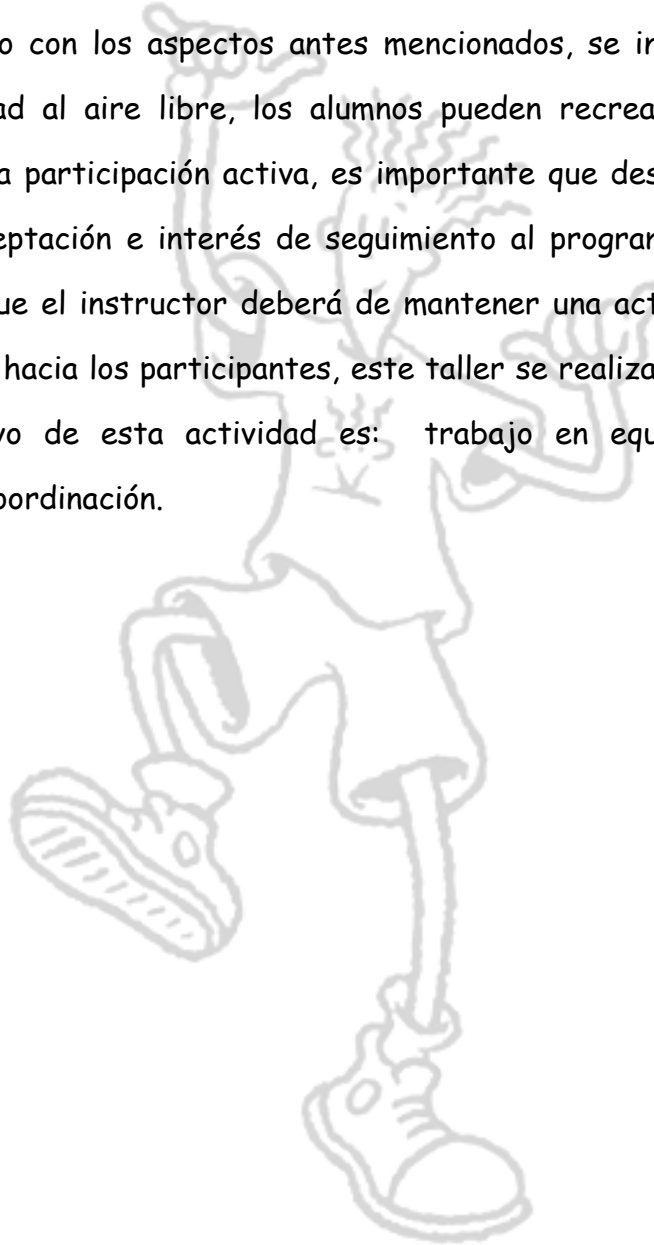 o con los aspectos antes mencionados, se in
ad al aire libre, los alumnos pueden recrea
a participación activa, es importante que des
eptación e interés de seguimiento al program
ue el instructor deberá de mantener una act
hacia los participantes, este taller se realiza
vo de esta actividad es: trabajo en equ
oordinación.